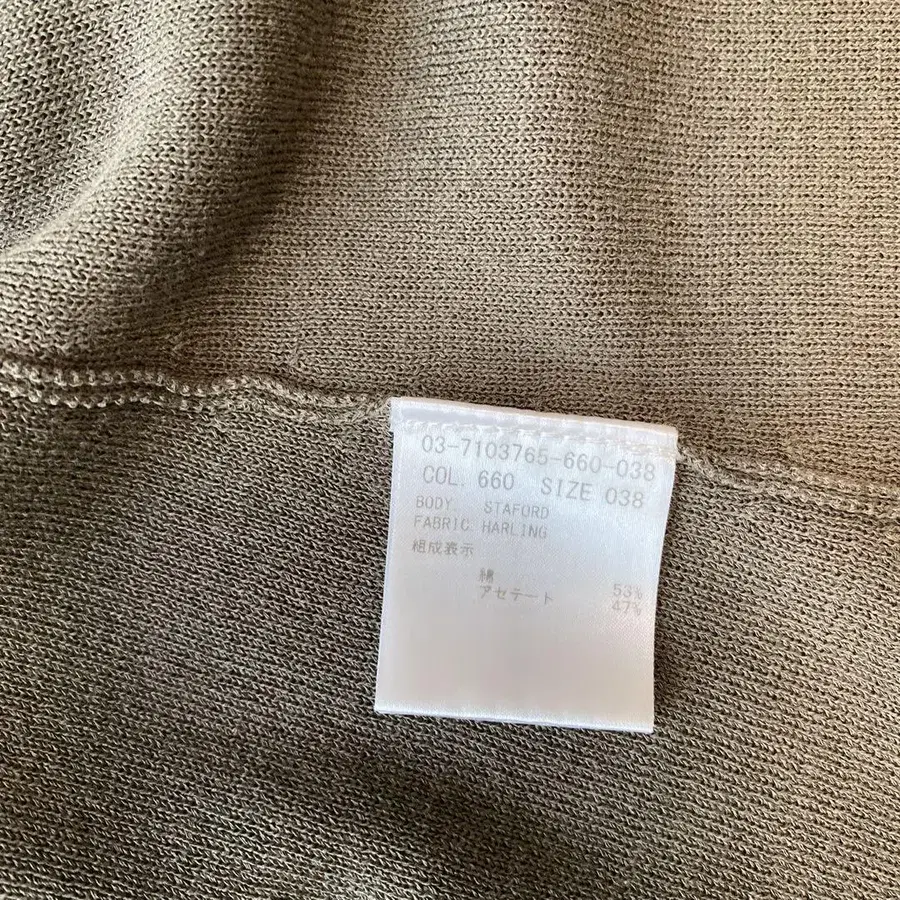 03-7103765-660-038
COL. 660 SIZE 038
BODY. STAFORD
FABRIC. HARLING
組成表示
絹 53%
アセテート 47%